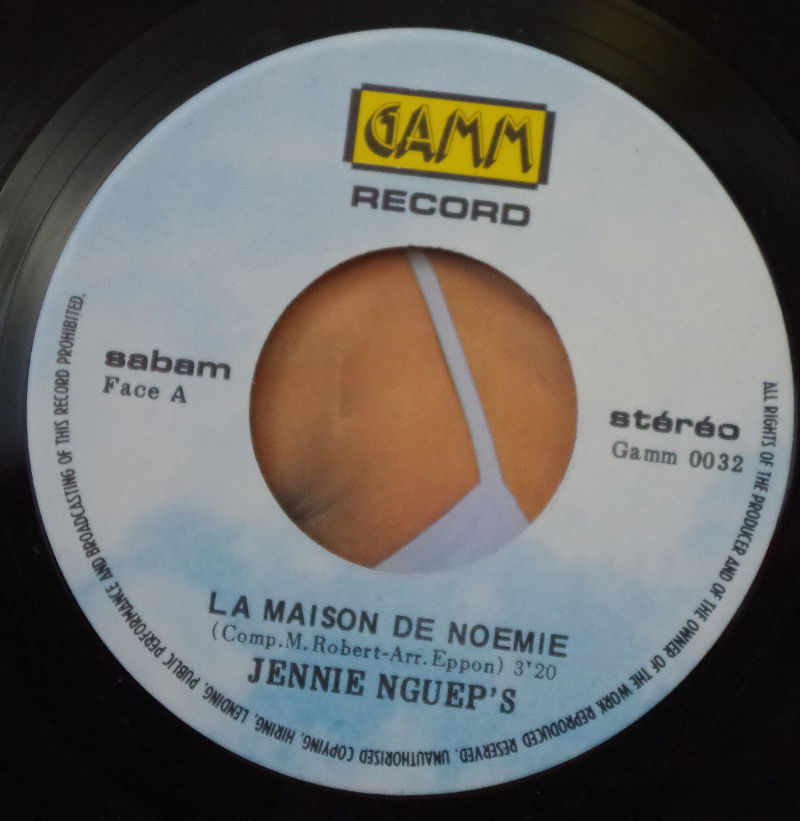 GAMM
RECORD
sabam
Face A
stéréo
Gamm 0032
LA MAISON DE NOEMIE
(Comp.M.Robert-Arr.Eppon) 3'20
JENNIE NGUEP'S
ALL RIGHTS OF THE PRODUCER AND OF THE OWNER OF THE WORK REPRODUCED RESERVED. UNAUTHORISED COPYING, HIRING, LENDING, PUBLIC PERFORMANCE AND BROADCASTING OF THIS RECORD PROHIBITED.